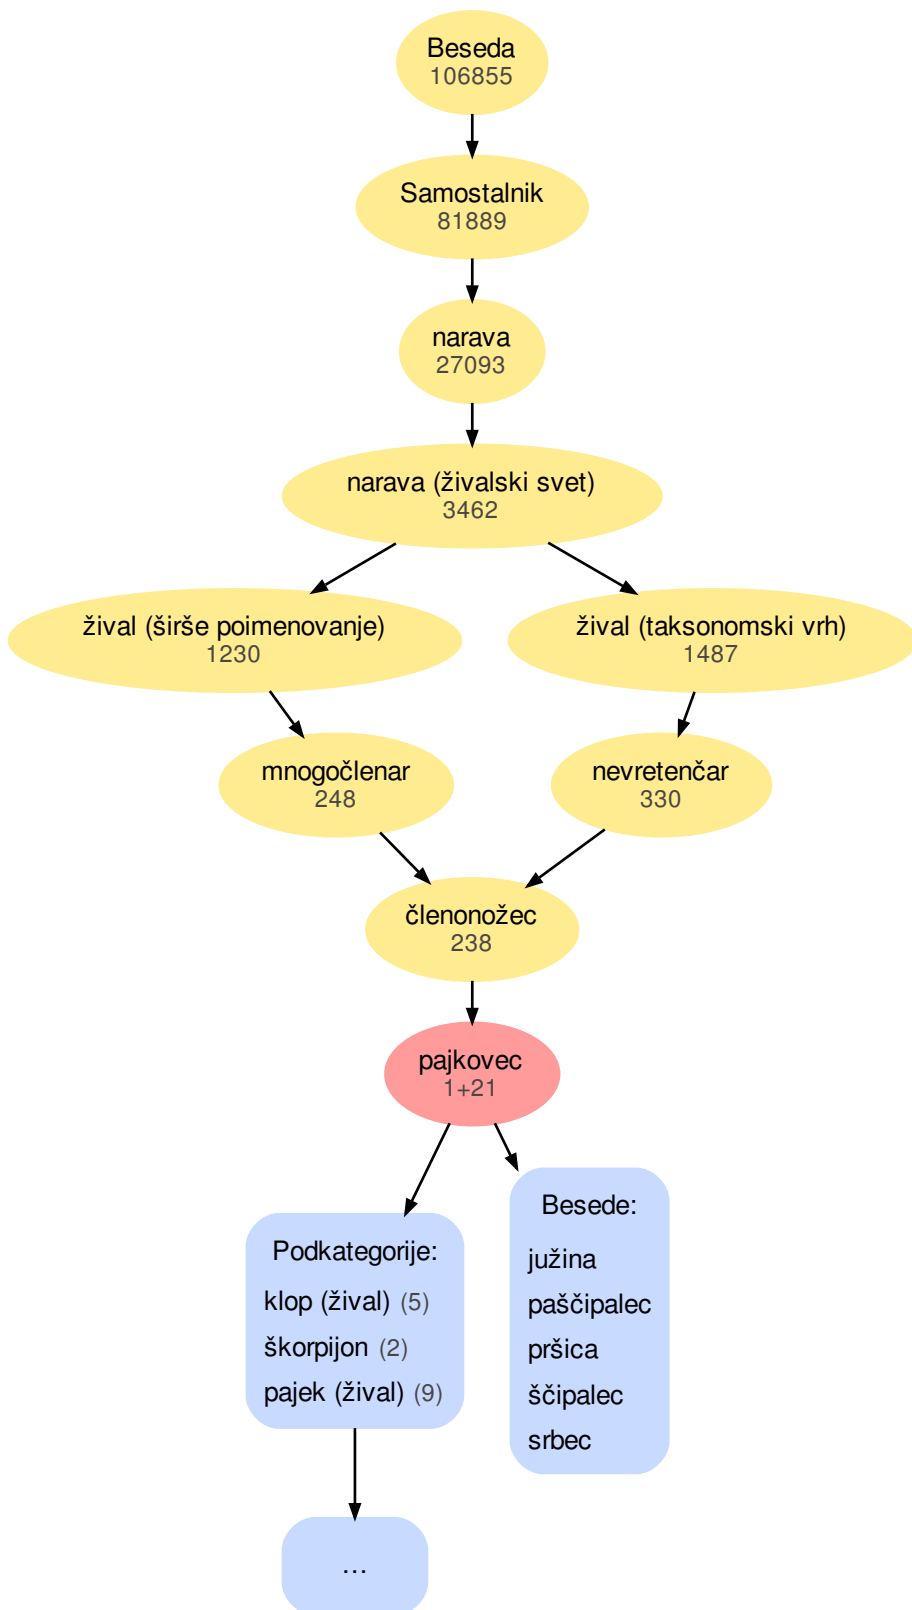 Beseda
106855
Samostalnik
81889
narava
27093
narava (živalski svet)
3462
žival (širše poimenovanje)
1230
žival (taksonomski vrh)
1487
mnogočlenar
248
nevretenčar
330
členonožec
238
pajkovec
1+21
Podkategorije:
klop (žival) (5)
škorpijon (2)
pajek (žival) (9)
Besede:
južina
paščipalec
pršica
ščipalec
srbec
...